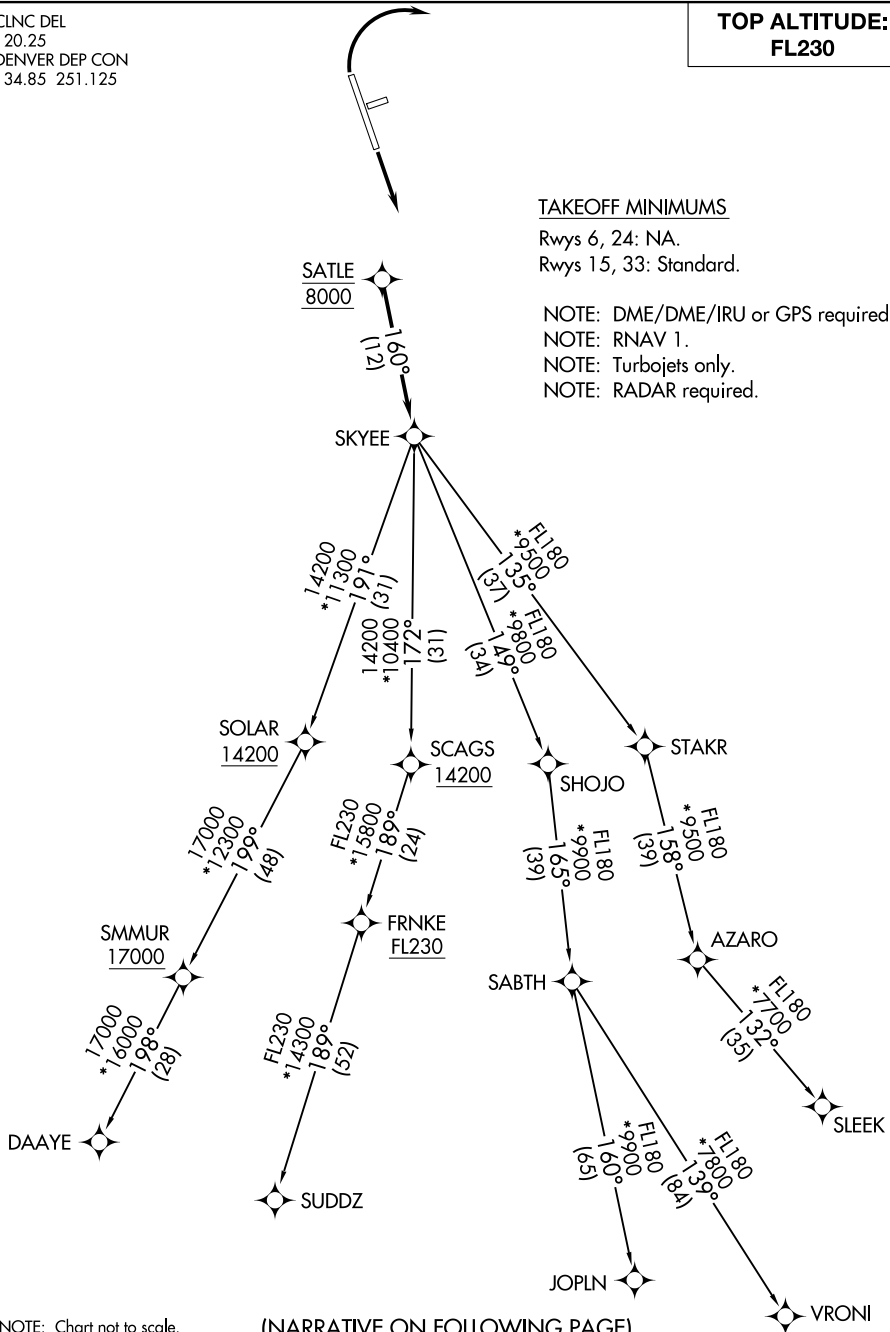 CLNC DEL
20.25
DENVER DEP CON
34.85 251.125
TOP ALTITUDE:
FL230
TAKEOFF MINIMUMS
Rwys 6, 24: NA.
Rwys 15, 33: Standard.
NOTE: DME/DME/IRU or GPS required
NOTE: RNAV 1.
NOTE: Turbojets only.
NOTE: RADAR required.
SATLE
8000
160°
(12)
SKYEE
14200
*11300
191°
(31)
14200
*10400
172°
(31)
FL180
*9800
149°
(34)
FL180
*9500
135°
(37)
SOLAR
14200
SCAGS
14200
SHOJO
STAKR
17000
*12300
199°
(48)
FL230
*15800
189°
(24)
FL180
*9900
165°
(39)
FL180
*9500
158°
(39)
SMMUR
17000
FRNKE
FL230
SABTH
AZARO
17000
*16000
198°
(28)
FL230
*14300
189°
(52)
FL180
*9900
160°
(65)
FL180
*7800
139°
(84)
FL180
*7700
132°
(35)
DAAYE
SUDDZ
JOPLN
VRONI
SLEEK
NOTE: Chart not to scale.
(NARRATIVE ON FOLLOWING PAGE)